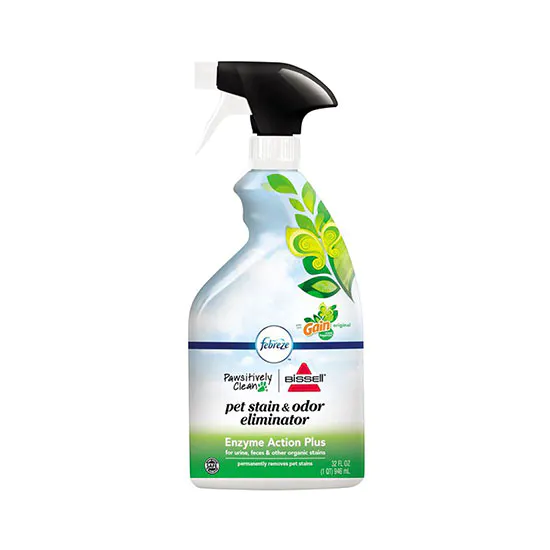 Gain original
febreze
Pawsitively
Clean
BISSELL
pet stain & odor
eliminator
Enzyme Action Plus
for urine, feces & other organic stains
permanently removes pet stains
32 FL OZ
(1 QT) 946 mL